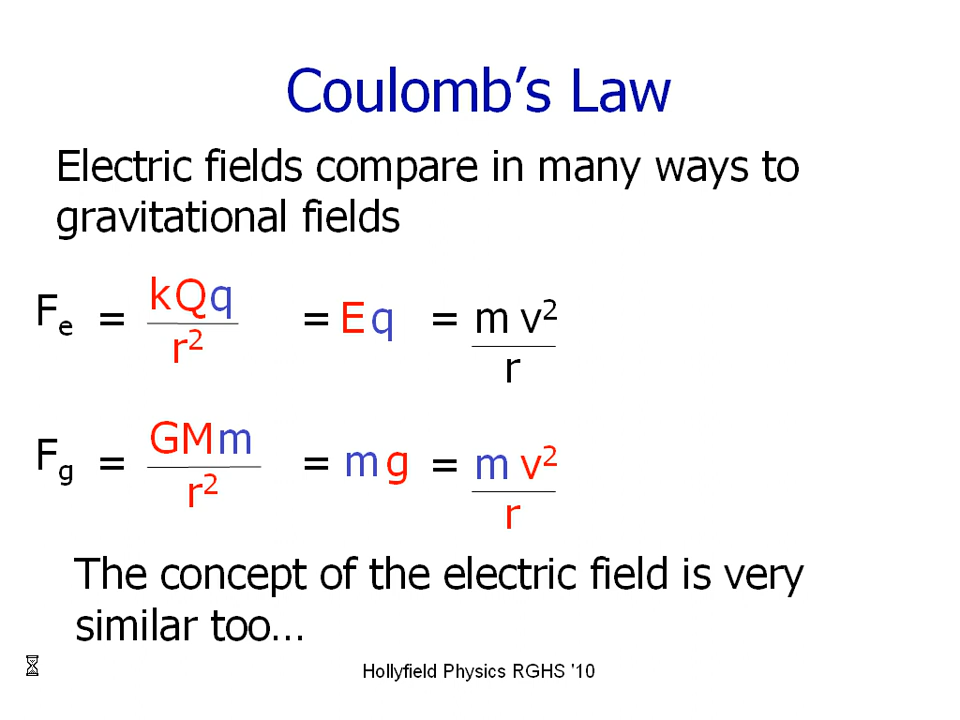 Coulomb’s Law
Electric fields compare in many ways to
gravitational fields
Fₑ = kQq/r² = Eq = m v²/r
F_g = GMm/r² = mg = m v²/r
The concept of the electric field is very
similar too…
Hollyfield Physics RGHS '10